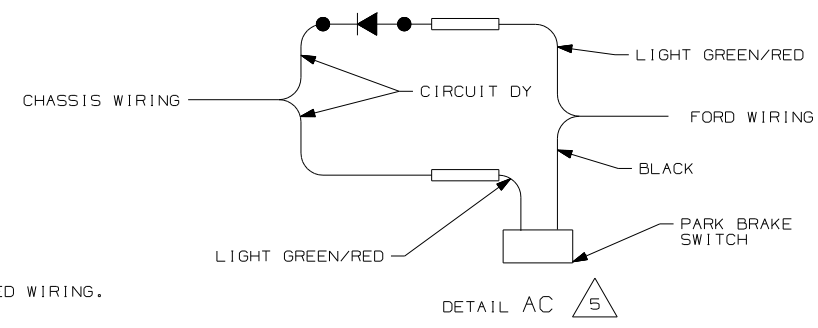 LIGHT GREEN/RED
CHASSIS WIRING
CIRCUIT DY
FORD WIRING
BLACK
PARK BRAKE
SWITCH
LIGHT GREEN/RED
WIRING.
DETAIL AC 5